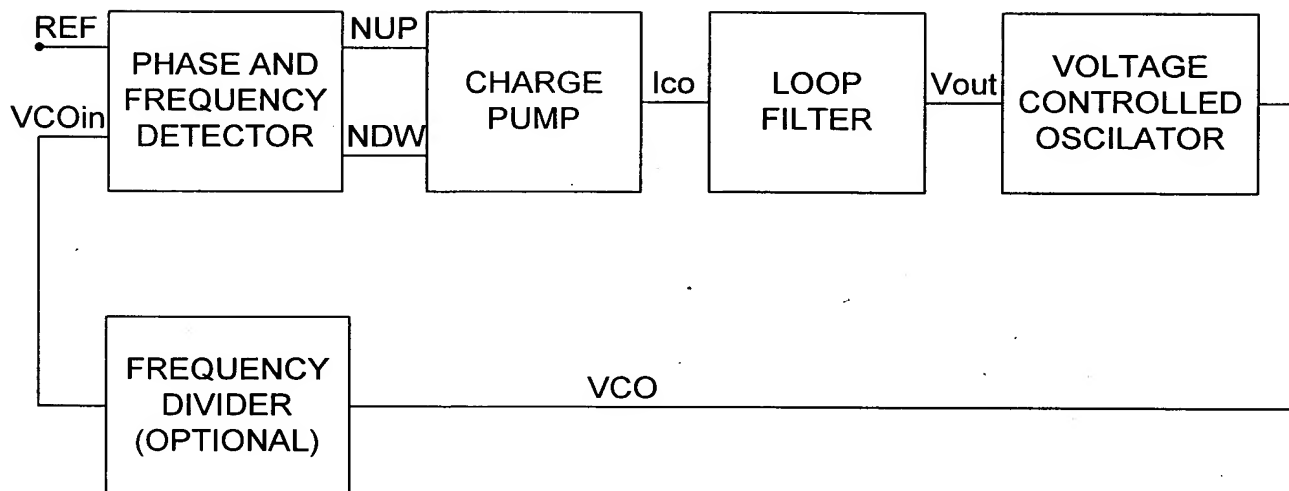 REF
PHASE AND
FREQUENCY
DETECTOR
VCOin
NUP
NDW
CHARGE
PUMP
Ico
LOOP
FILTER
Vout
VOLTAGE
CONTROLLED
OSCILATOR
FREQUENCY
DIVIDER
(OPTIONAL)
VCO